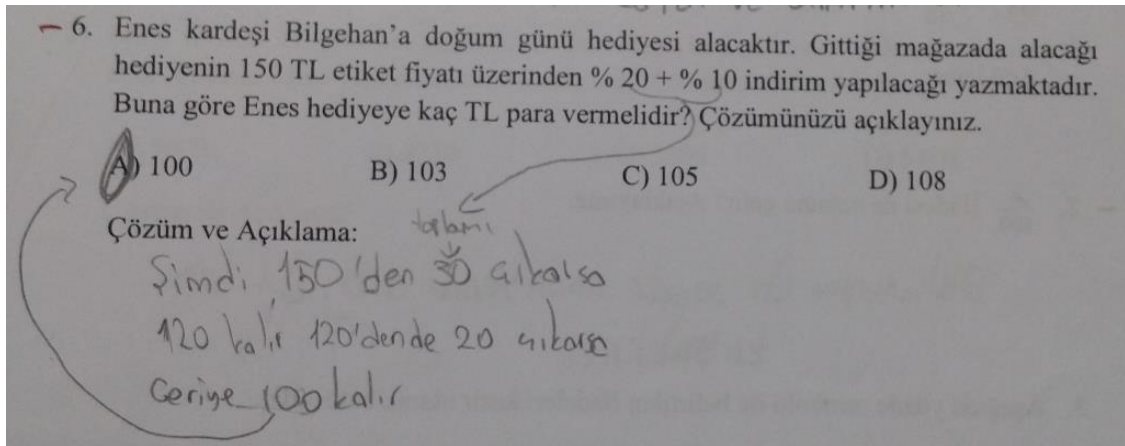 - 6. Enes kardeşi Bilgehan'a doğum günü hediyesi alacaktır. Gittiği mağazada alacağı
hediyenin 150 TL etiket fiyatı üzerinden % 20 + % 10 indirim yapılacağı yazmaktadır.
Buna göre Enes hediyeye kaç TL para vermelidir? Çözümünüzü açıklayınız.
A) 100 B) 103 C) 105 D) 108
toplamı
Çözüm ve Açıklama:
Şimdi 150'den 30 çıkalsa
120 kalır 120'dende 20 çıkarsa
Geriye 100 kalır